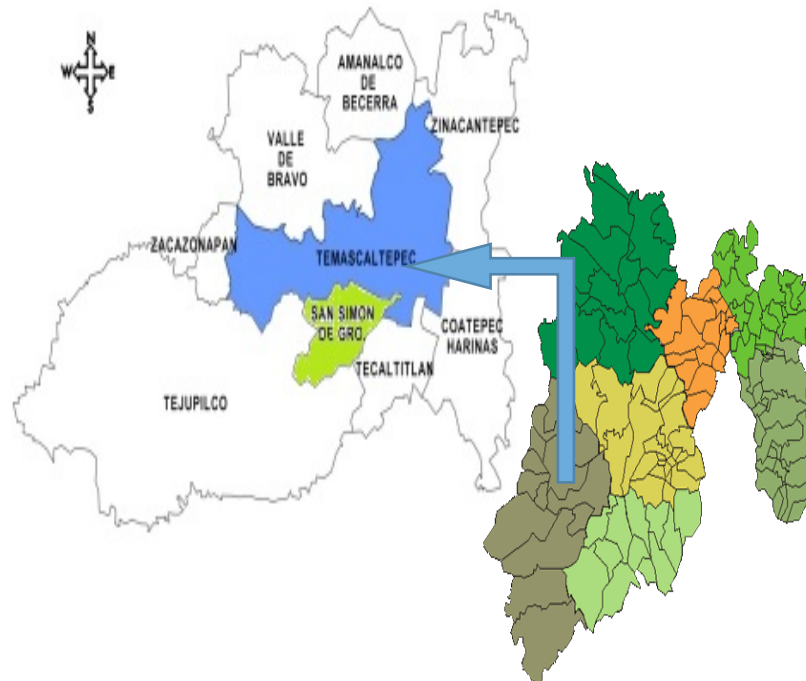 N
W E
S
AMANALCO
DE
BECERRA
ZINACANTEPEC
VALLE
DE
BRAVO
ZACAZONAPAN
TEMASCALTEPEC
SAN SIMON
DE GRO.
COATEPEC
HARINAS
TECALTITLAN
TEJUPILCO